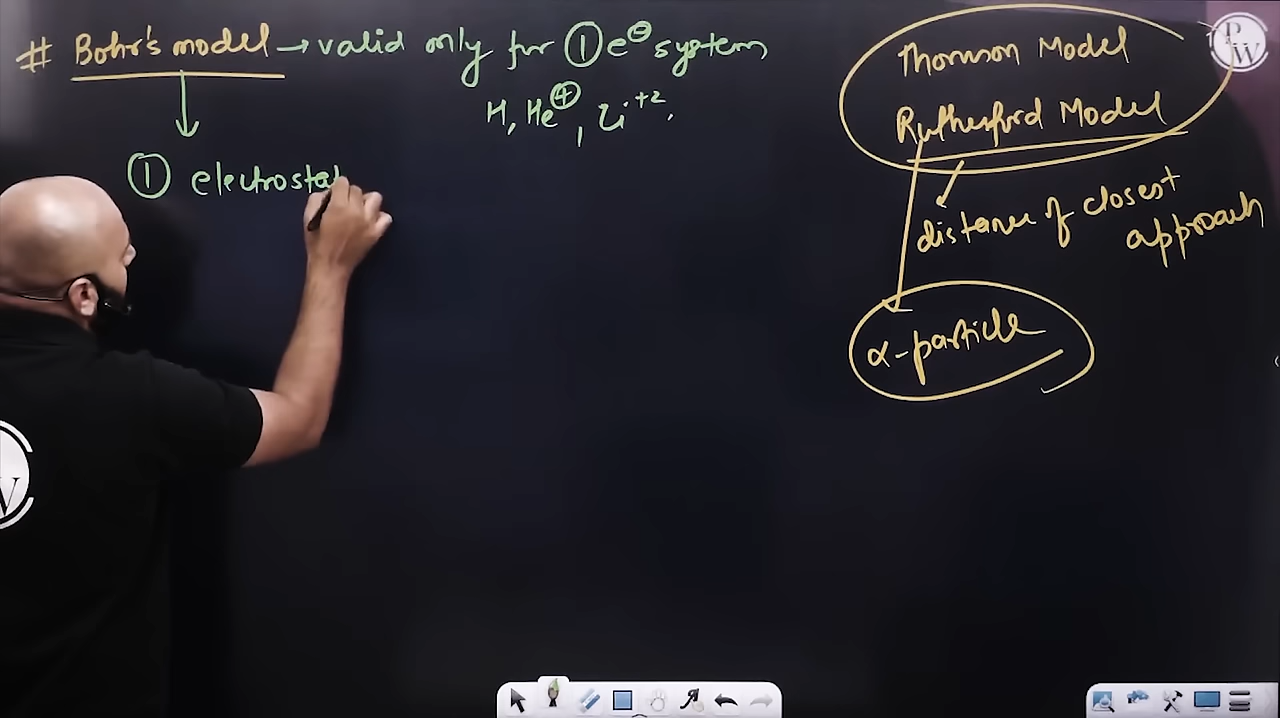 # Bohr's model → valid only for ① e⊖ system
H, He⊕, Li+2.
① electrostat
Thomson Model
Rutherford Model
distance of closest
approach
α-particle
P
W